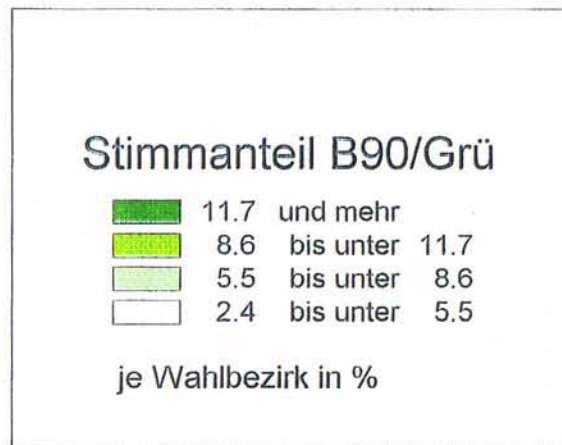 Stimmanteil B90/Grü
11.7 und mehr
8.6 bis unter 11.7
5.5 bis unter 8.6
2.4 bis unter 5.5
je Wahlbezirk in %